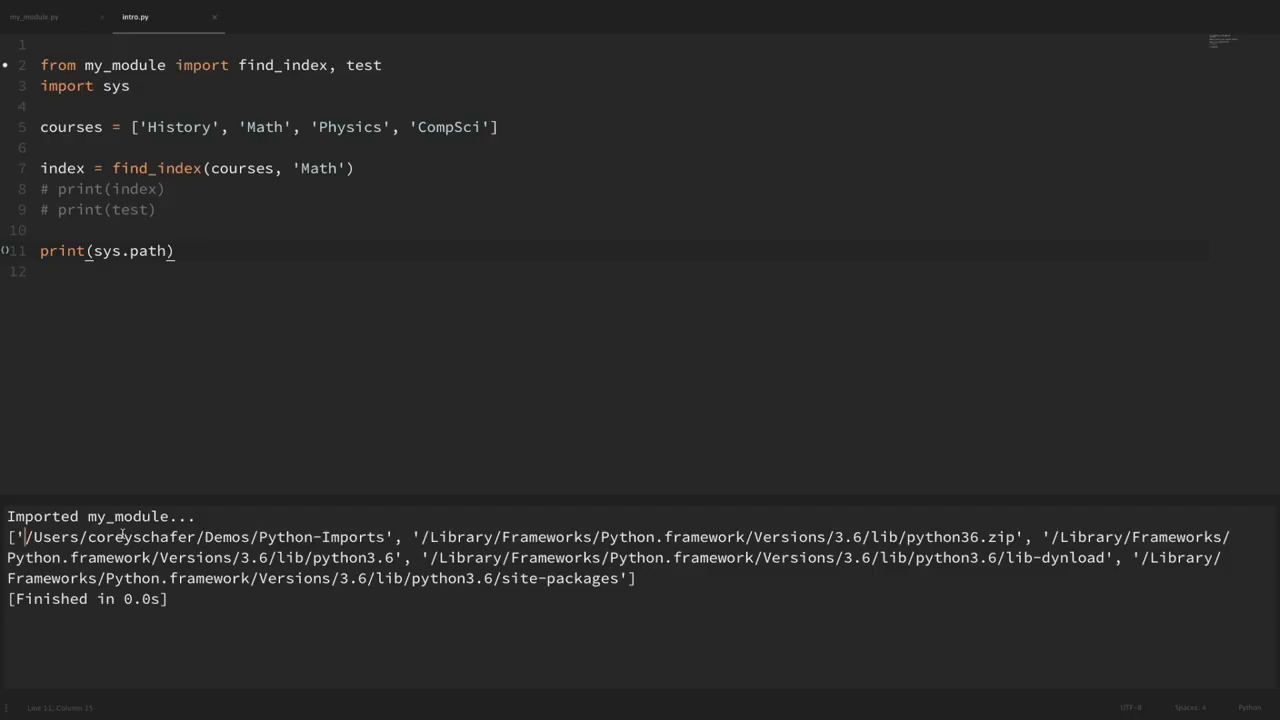 my_module.py × intro.py ×
1
2 from my_module import find_index, test
3 import sys
4
5 courses = ['History', 'Math', 'Physics', 'CompSci']
6
7 index = find_index(courses, 'Math')
8 # print(index)
9 # print(test)
10
()11 print(sys.path)
12
Imported my_module...
['/Users/coreyschafer/Demos/Python-Imports', '/Library/Frameworks/Python.framework/Versions/3.6/lib/python36.zip', '/Library/Frameworks/
Python.framework/Versions/3.6/lib/python3.6', '/Library/Frameworks/Python.framework/Versions/3.6/lib/python3.6/lib-dynload', '/Library/
Frameworks/Python.framework/Versions/3.6/lib/python3.6/site-packages']
[Finished in 0.0s]
Line 11, Column 15 UTF-8 Spaces: 4 Python